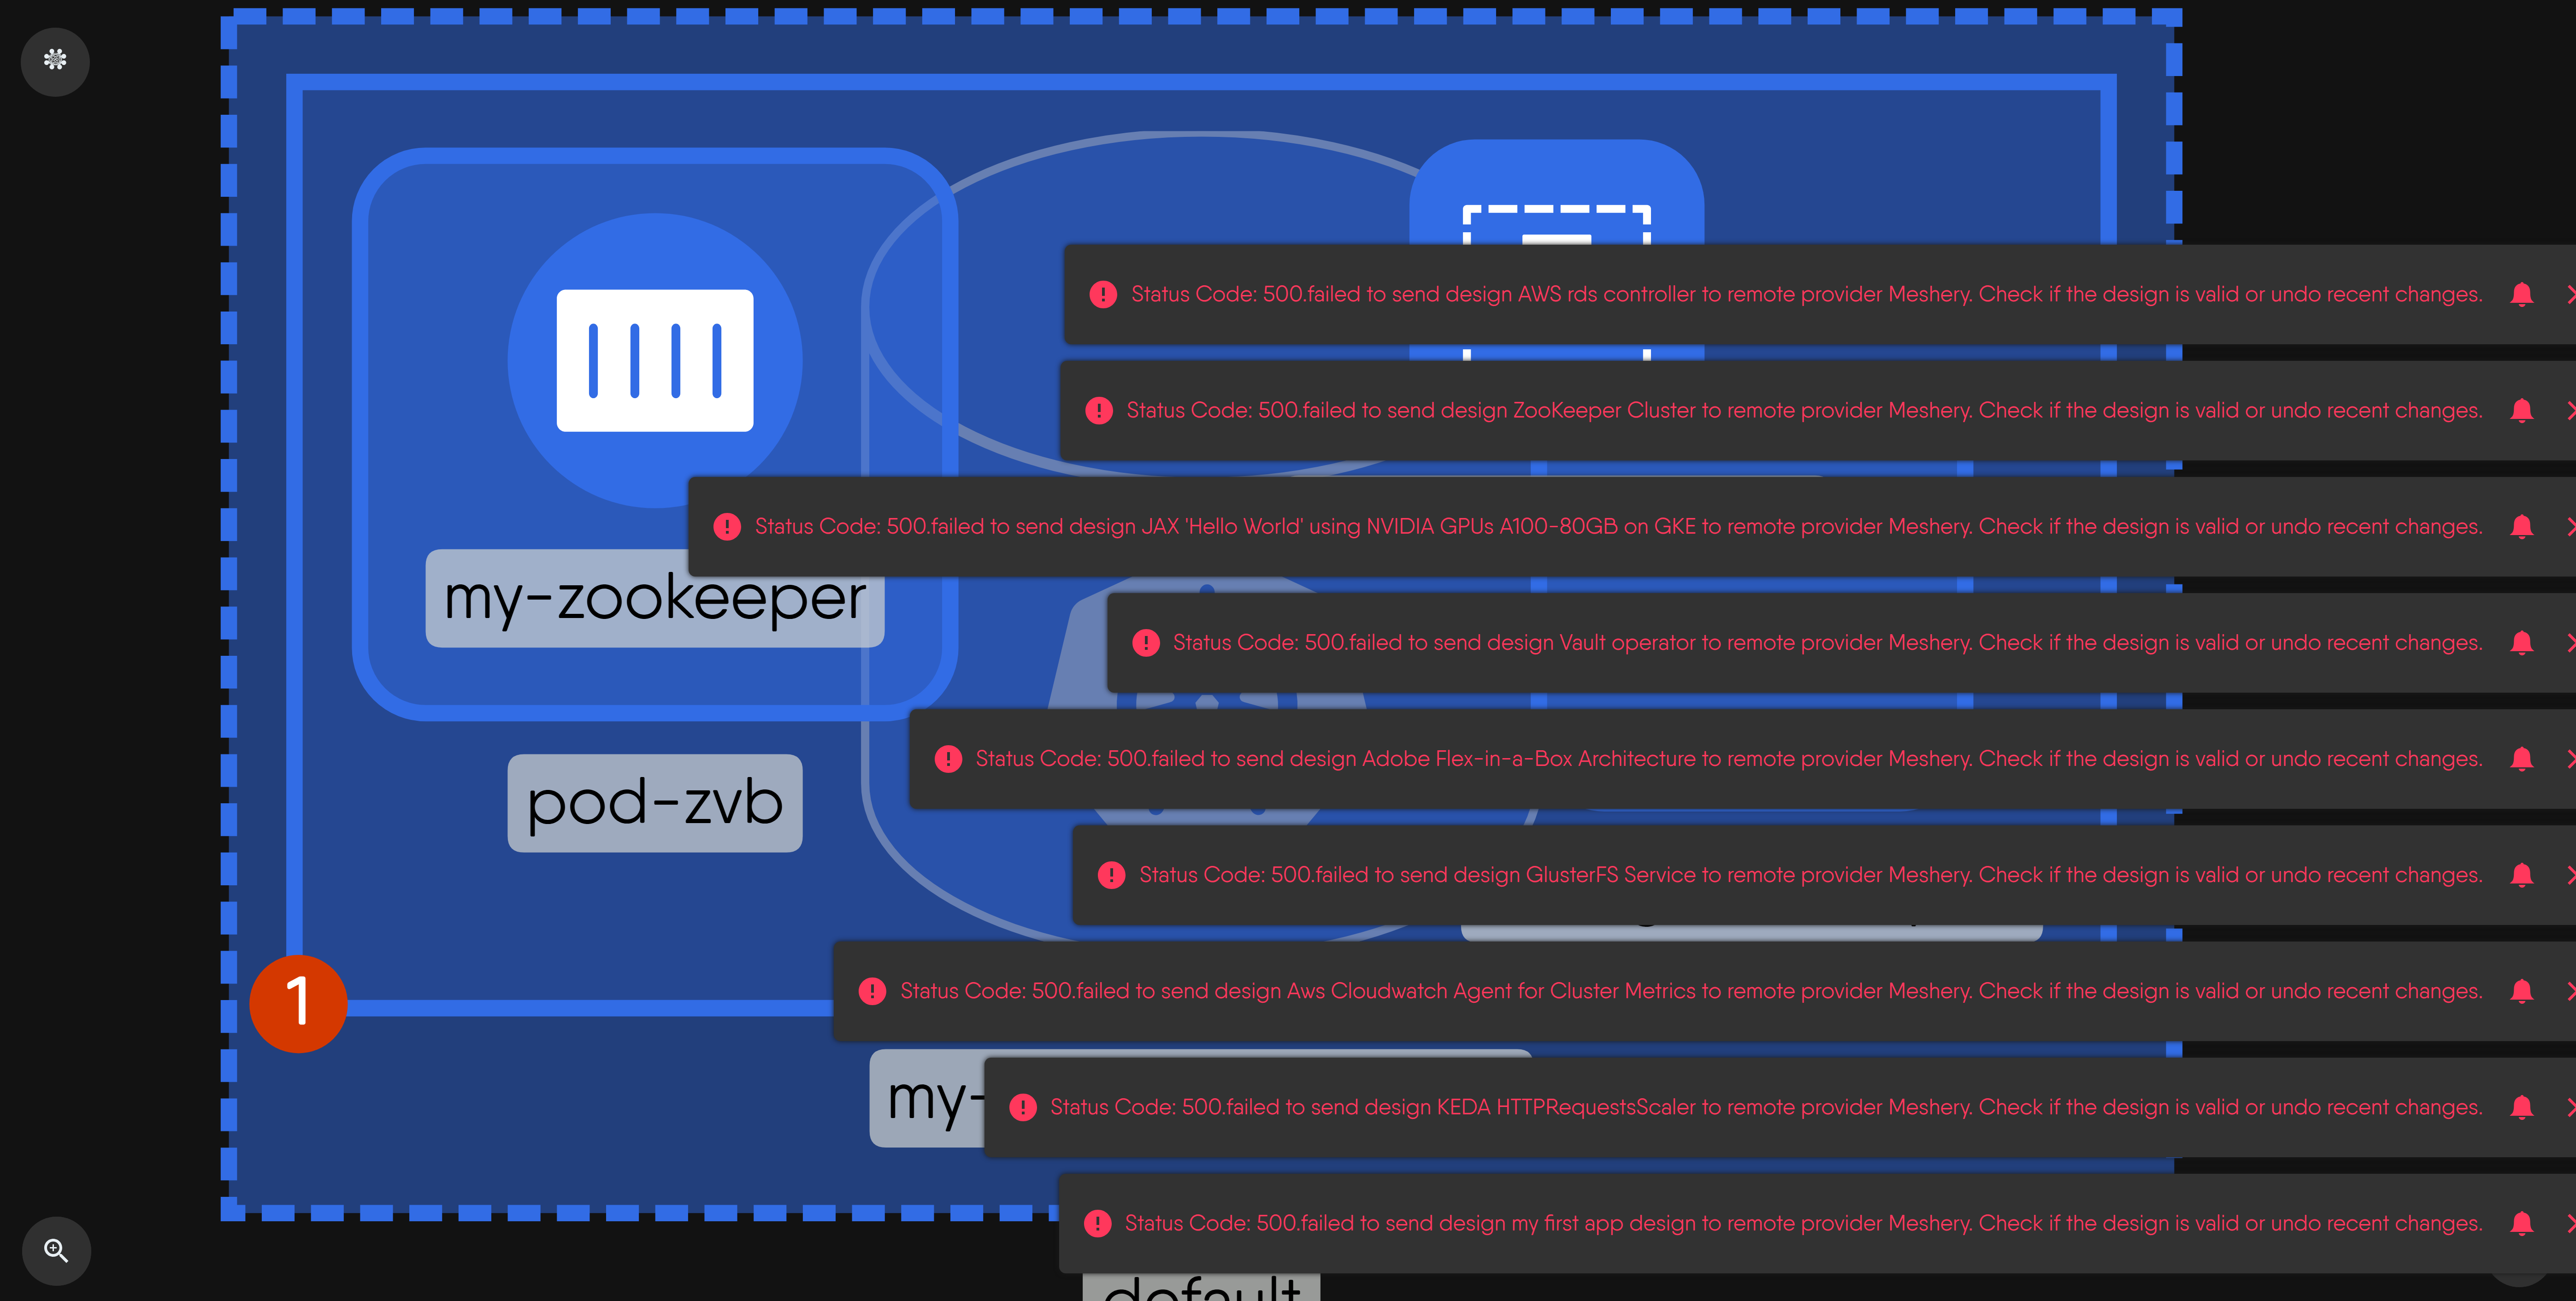 Status Code: 500.failed to send design AWS rds controller to remote provider Meshery. Check if the design is valid or undo recent changes.
Status Code: 500.failed to send design ZooKeeper Cluster to remote provider Meshery. Check if the design is valid or undo recent changes.
Status Code: 500.failed to send design JAX 'Hello World' using NVIDIA GPUs A100-80GB on GKE to remote provider Meshery. Check if the design is valid or undo recent changes.
my-zookeeper
Status Code: 500.failed to send design Vault operator to remote provider Meshery. Check if the design is valid or undo recent changes.
Status Code: 500.failed to send design Adobe Flex-in-a-Box Architecture to remote provider Meshery. Check if the design is valid or undo recent changes.
pod-zvb
Status Code: 500.failed to send design GlusterFS Service to remote provider Meshery. Check if the design is valid or undo recent changes.
Status Code: 500.failed to send design Aws Cloudwatch Agent for Cluster Metrics to remote provider Meshery. Check if the design is valid or undo recent changes.
1
my-
Status Code: 500.failed to send design KEDA HTTPRequestsScaler to remote provider Meshery. Check if the design is valid or undo recent changes.
Status Code: 500.failed to send design my first app design to remote provider Meshery. Check if the design is valid or undo recent changes.
default